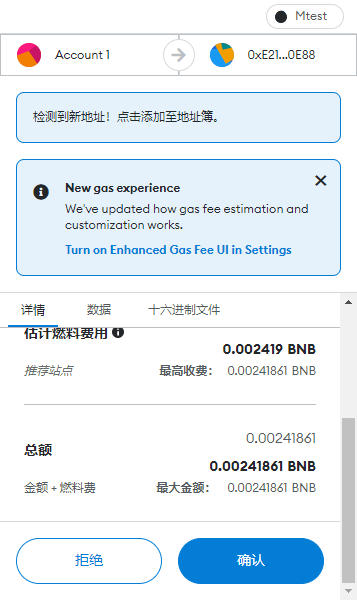 Mtest
Account 1 0xE21...0E88
检测到新地址！点击添加至地址簿。
New gas experience
We've updated how gas fee estimation and
customization works.
Turn on Enhanced Gas Fee UI in Settings
详情 数据 十六进制文件
估计燃料费用
0.002419 BNB
推荐站点 最高收费： 0.00241861 BNB
0.00241861
总额
0.00241861 BNB
金额 + 燃料费 最大金额： 0.00241861 BNB
拒绝 确认